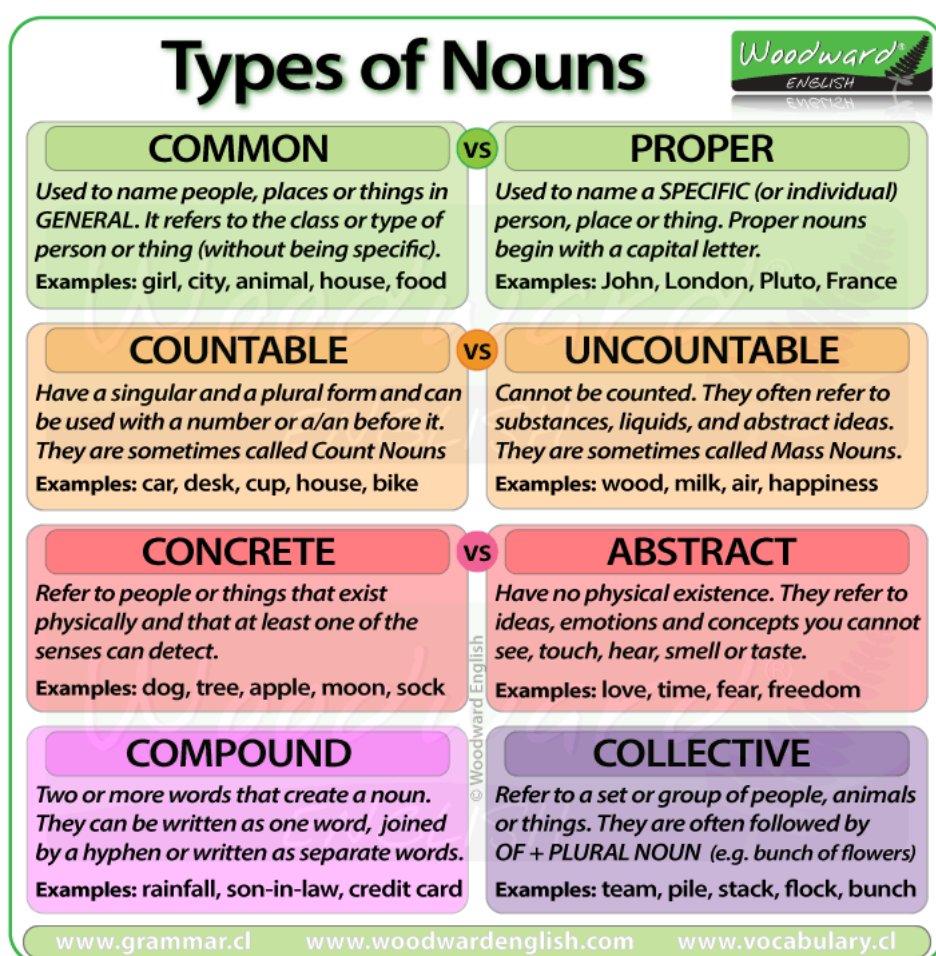 Types of Nouns
Woodward®
ENGLISH
COMMON
Used to name people, places or things in
GENERAL. It refers to the class or type of
person or thing (without being specific).
Examples: girl, city, animal, house, food
vs
PROPER
Used to name a SPECIFIC (or individual)
person, place or thing. Proper nouns
begin with a capital letter.
Examples: John, London, Pluto, France
COUNTABLE
Have a singular and a plural form and can
be used with a number or a/an before it.
They are sometimes called Count Nouns
Examples: car, desk, cup, house, bike
vs
UNCOUNTABLE
Cannot be counted. They often refer to
substances, liquids, and abstract ideas.
They are sometimes called Mass Nouns.
Examples: wood, milk, air, happiness
CONCRETE
Refer to people or things that exist
physically and that at least one of the
senses can detect.
Examples: dog, tree, apple, moon, sock
vs
ABSTRACT
Have no physical existence. They refer to
ideas, emotions and concepts you cannot
see, touch, hear, smell or taste.
Examples: love, time, fear, freedom
COMPOUND
Two or more words that create a noun.
They can be written as one word, joined
by a hyphen or written as separate words.
Examples: rainfall, son-in-law, credit card
© Woodward English
COLLECTIVE
Refer to a set or group of people, animals
or things. They are often followed by
OF + PLURAL NOUN (e.g. bunch of flowers)
Examples: team, pile, stack, flock, bunch
www.grammar.cl www.woodwardenglish.com www.vocabulary.cl